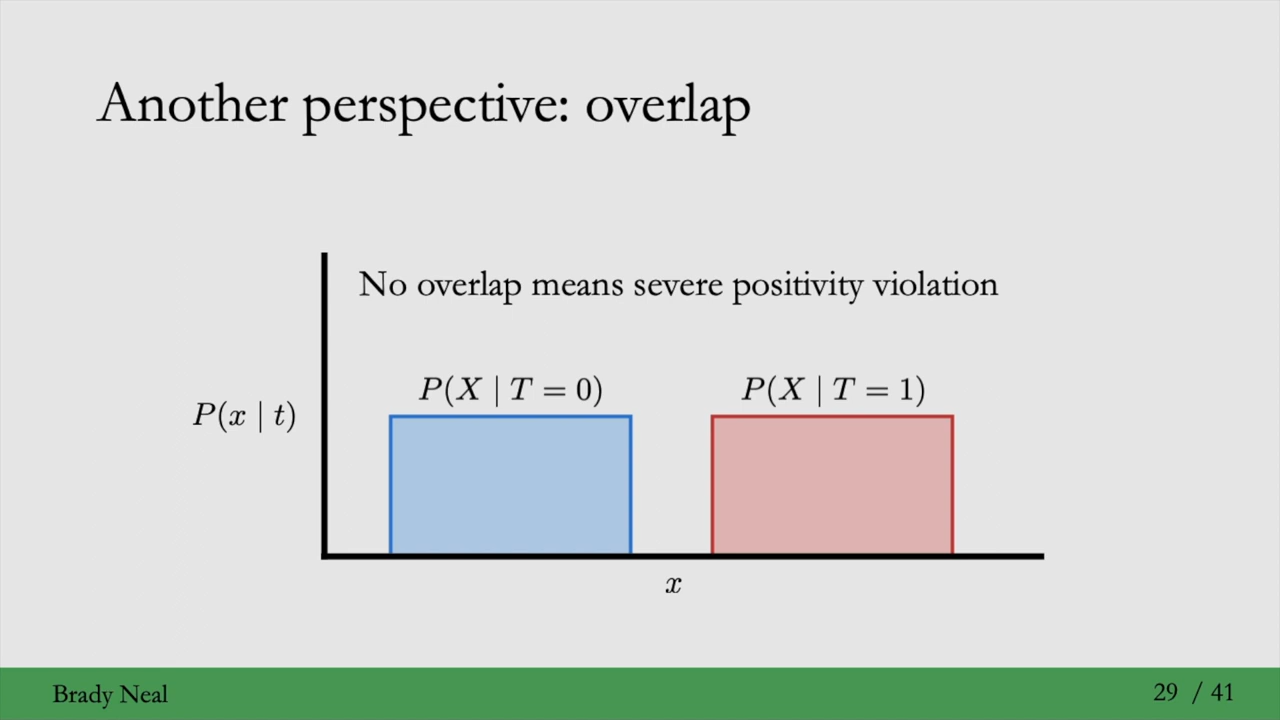 Another perspective: overlap
No overlap means severe positivity violation
P(X | T = 0)
P(X | T = 1)
P(x | t)
x
Brady Neal
29 / 41